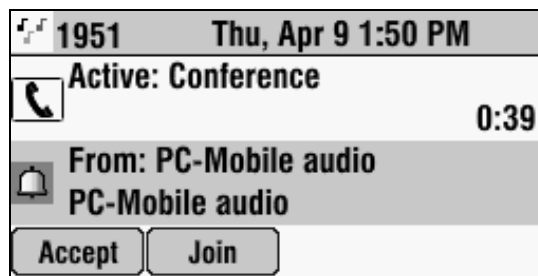 1951 Thu, Apr 9 1:50 PM
Active: Conference
0:39
From: PC-Mobile audio
PC-Mobile audio
Accept Join